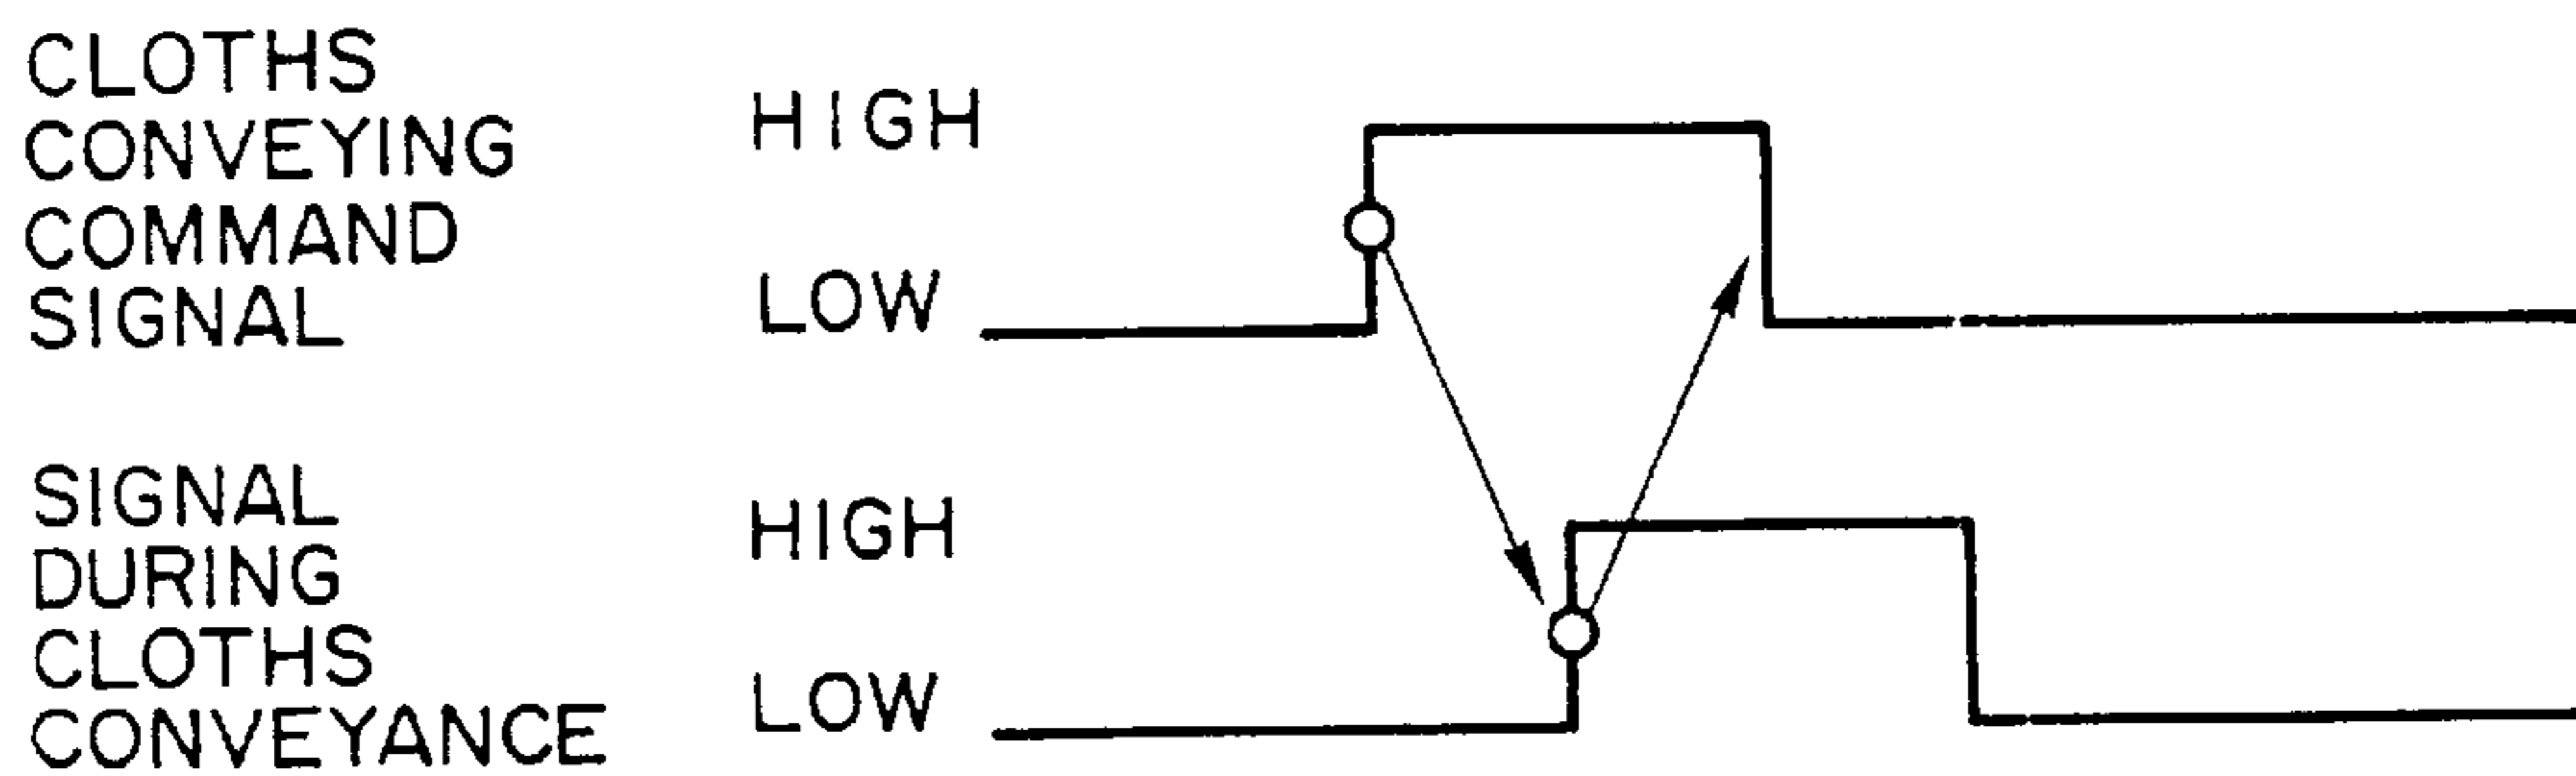 CLOTHS
CONVEYING
COMMAND
SIGNAL
HIGH
LOW
SIGNAL
DURING
CLOTHS
CONVEYANCE
HIGH
LOW